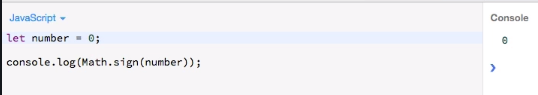 JavaScript Console
let number = 0; 0
console.log(Math.sign(number));